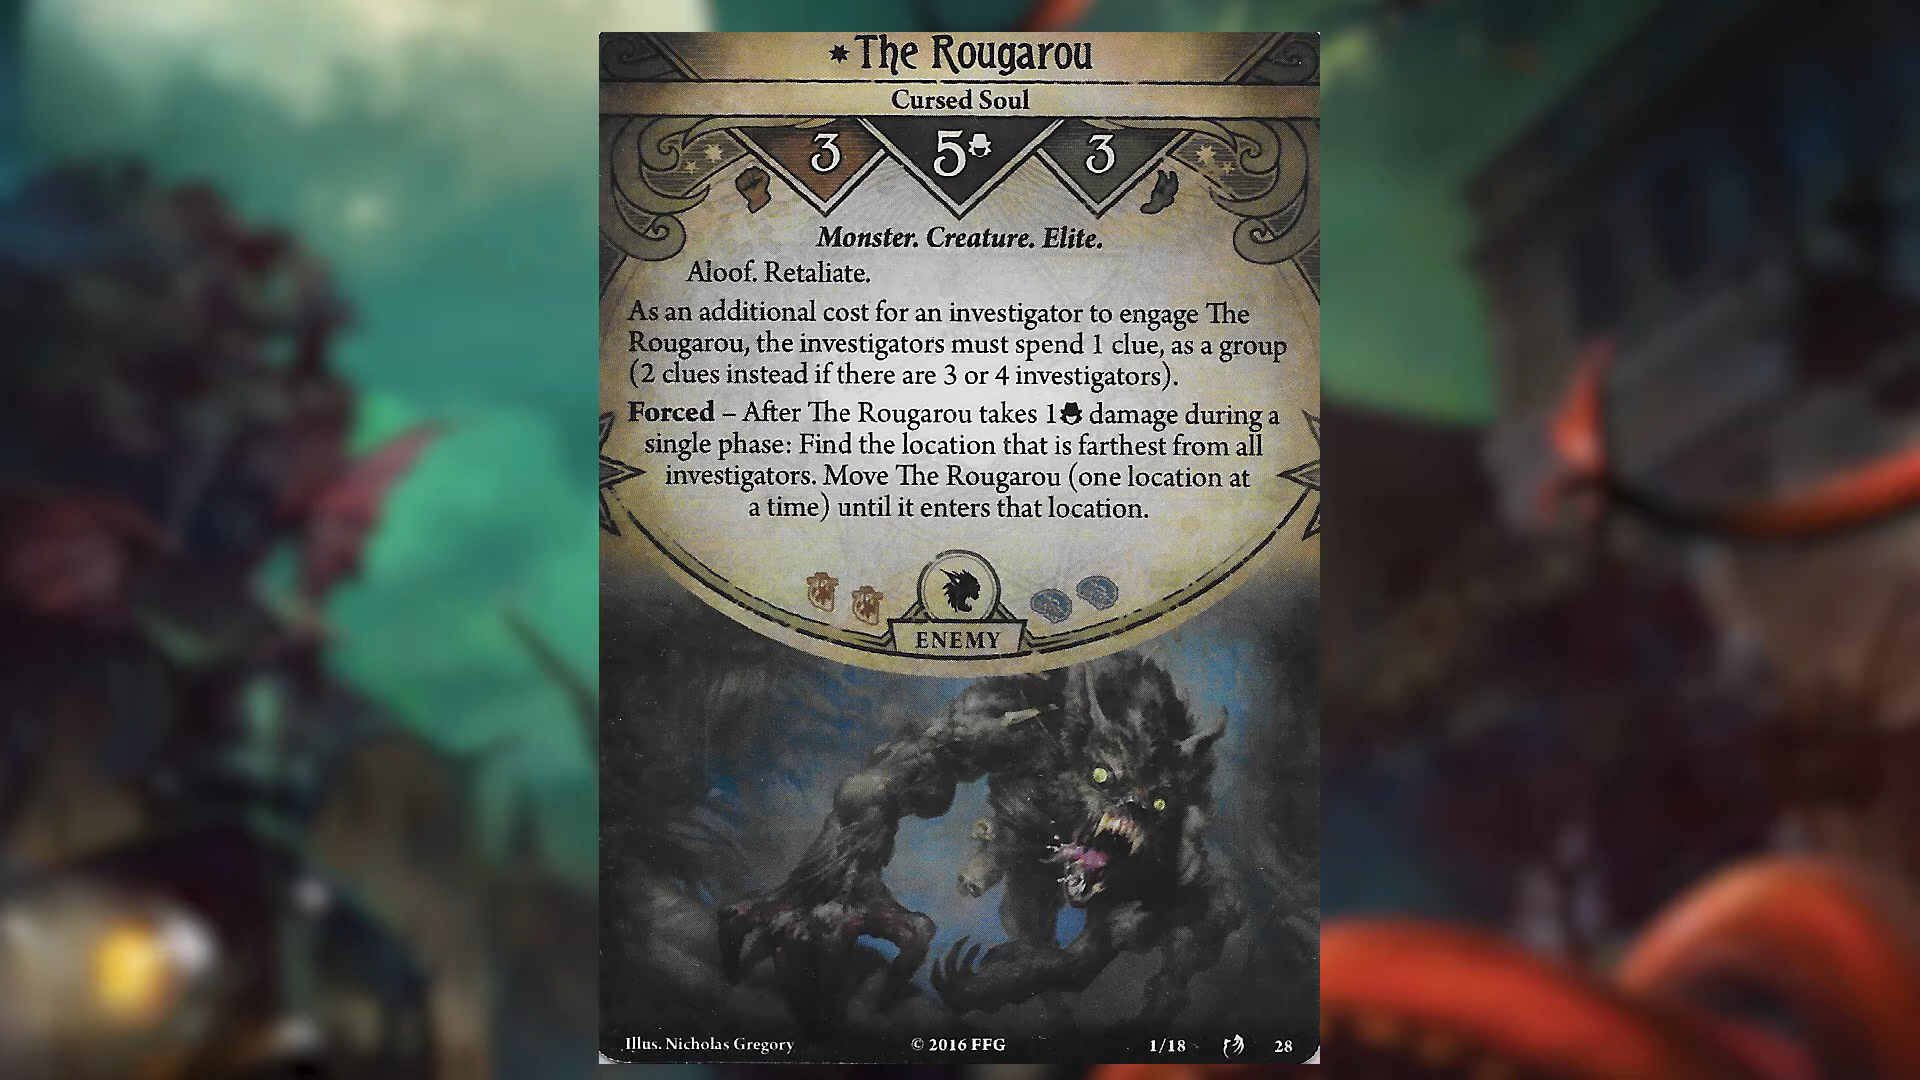 The Rougarou
Cursed Soul
3 5 3
Monster. Creature. Elite.
Aloof. Retaliate.
As an additional cost for an investigator to engage The
Rougarou, the investigators must spend 1 clue, as a group
(2 clues instead if there are 3 or 4 investigators).
Forced – After The Rougarou takes 1 damage during a
single phase: Find the location that is farthest from all
investigators. Move The Rougarou (one location at
a time) until it enters that location.
ENEMY
Illus. Nicholas Gregory © 2016 FFG 1/18 28